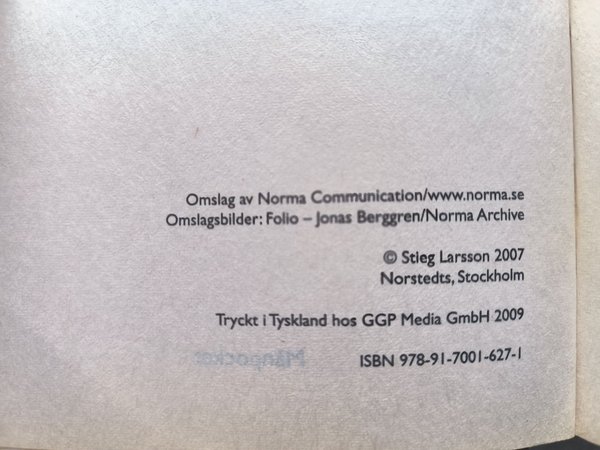 Omslag av Norma Communication/www.norma.se
Omslagsbilder: Folio – Jonas Berggren/Norma Archive
© Stieg Larsson 2007
Norstedts, Stockholm
Tryckt i Tyskland hos GGP Media GmbH 2009
Månpocket
ISBN 978-91-7001-627-1